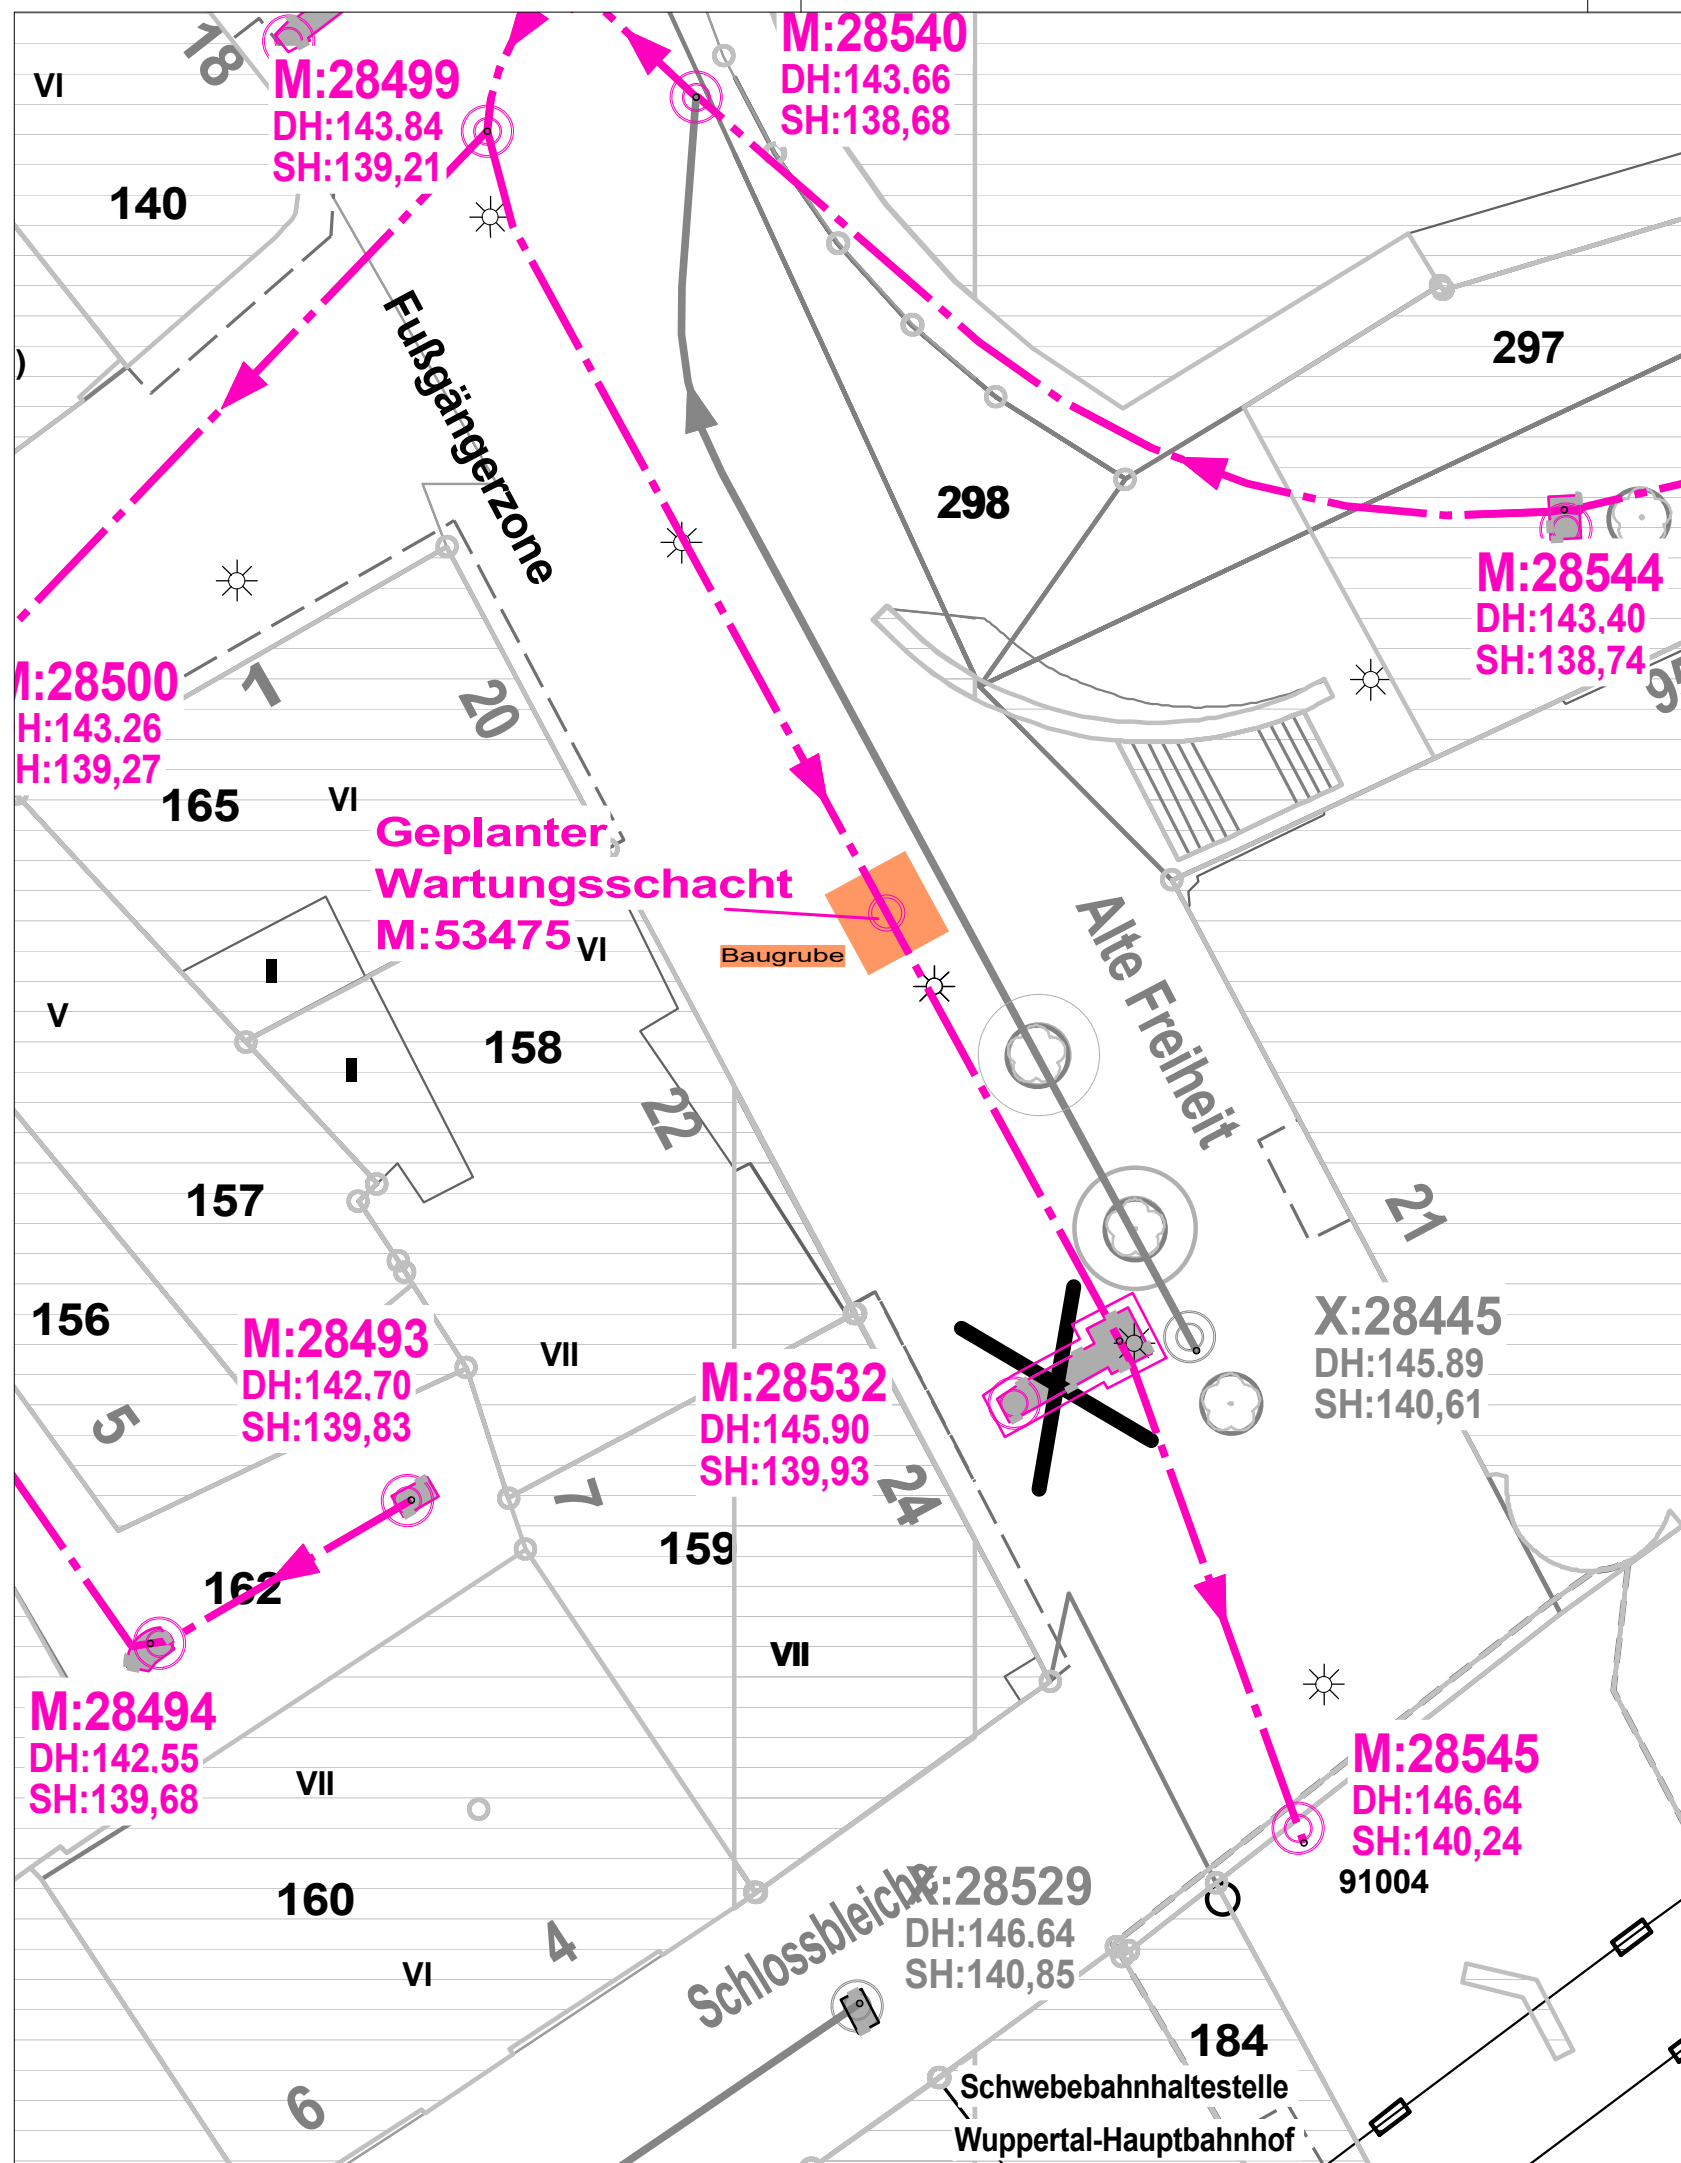 18
VI
M:28499
DH:143,84
SH:139,21
M:28540
DH:143,66
SH:138,68
140
)
Fußgängerzone
297
298
M:28544
DH:143,40
SH:138,74
M:28500
H:143,26
H:139,27
1
20
165
VI
Geplanter
Wartungsschacht
M:53475
VI
Baugrube
Alte Freiheit
V
158
22
157
21
156
M:28493
DH:142,70
SH:139,83
VII
M:28532
DH:145,90
SH:139,93
X:28445
DH:145,89
SH:140,61
5
7
24
159
162
VII
M:28494
DH:142,55
SH:139,68
VII
M:28545
DH:146,64
SH:140,24
91004
160
4
VI
Schlossbleiche
X:28529
DH:146,64
SH:140,85
6
184
Schwebebahnhaltestelle
Wuppertal-Hauptbahnhof